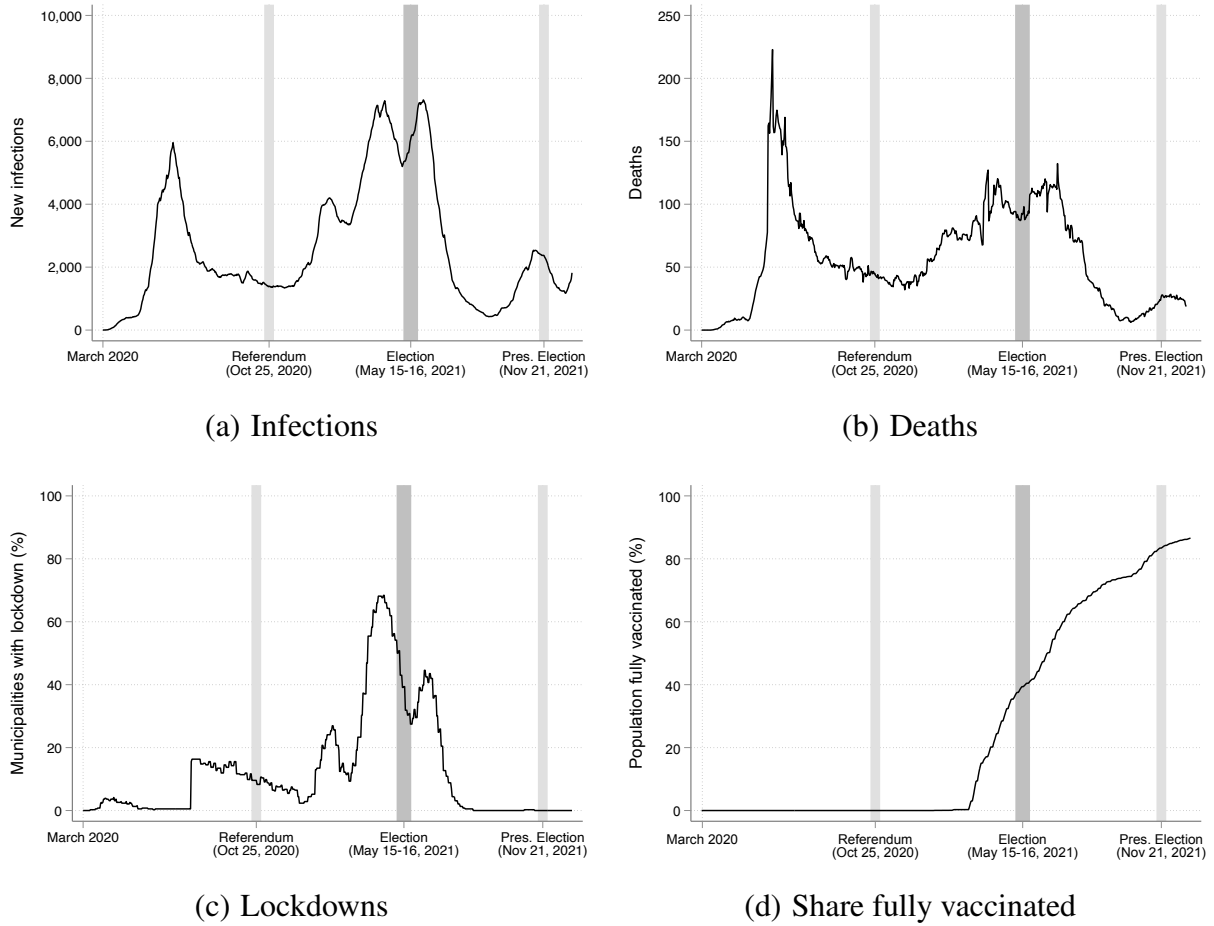 10,000
8,000
6,000
4,000
2,000
0
New infections
March 2020
Referendum
(Oct 25, 2020)
Election
(May 15-16, 2021)
Pres. Election
(Nov 21, 2021)
(a) Infections
250
200
150
100
50
0
Deaths
March 2020
Referendum
(Oct 25, 2020)
Election
(May 15-16, 2021)
Pres. Election
(Nov 21, 2021)
(b) Deaths
100
80
60
40
20
0
Municipalities with lockdown (%)
March 2020
Referendum
(Oct 25, 2020)
Election
(May 15-16, 2021)
Pres. Election
(Nov 21, 2021)
(c) Lockdowns
100
80
60
40
20
0
Population fully vaccinated (%)
March 2020
Referendum
(Oct 25, 2020)
Election
(May 15-16, 2021)
Pres. Election
(Nov 21, 2021)
(d) Share fully vaccinated